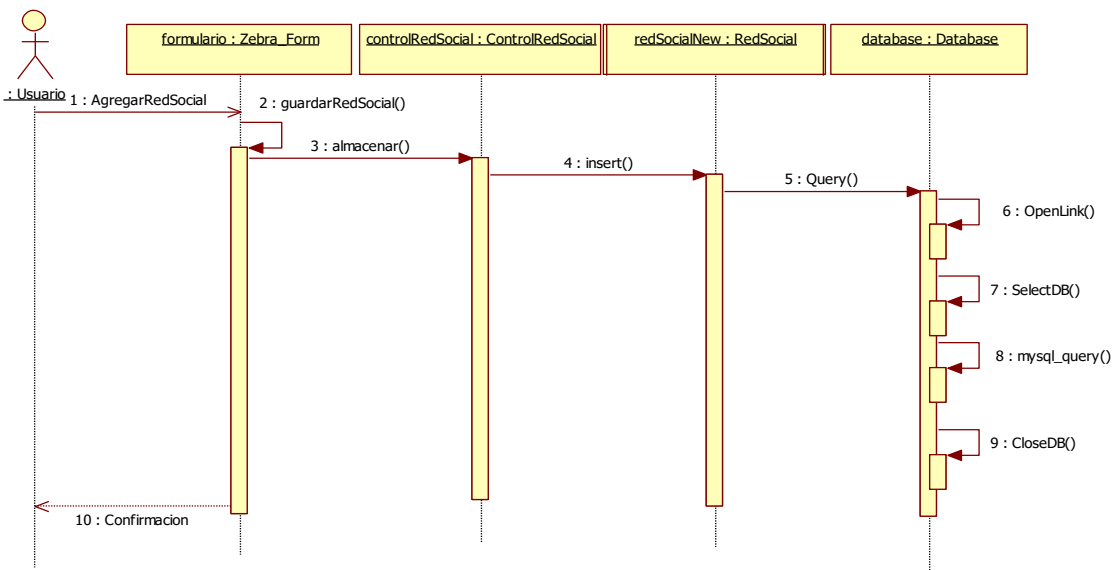 formulario : Zebra_Form
controlRedSocial : ControlRedSocial
redSocialNew : RedSocial
database : Database
: Usuario
1 : AgregarRedSocial
2 : guardarRedSocial()
3 : almacenar()
4 : insert()
5 : Query()
6 : OpenLink()
7 : SelectDB()
8 : mysql_query()
9 : CloseDB()
10 : Confirmacion